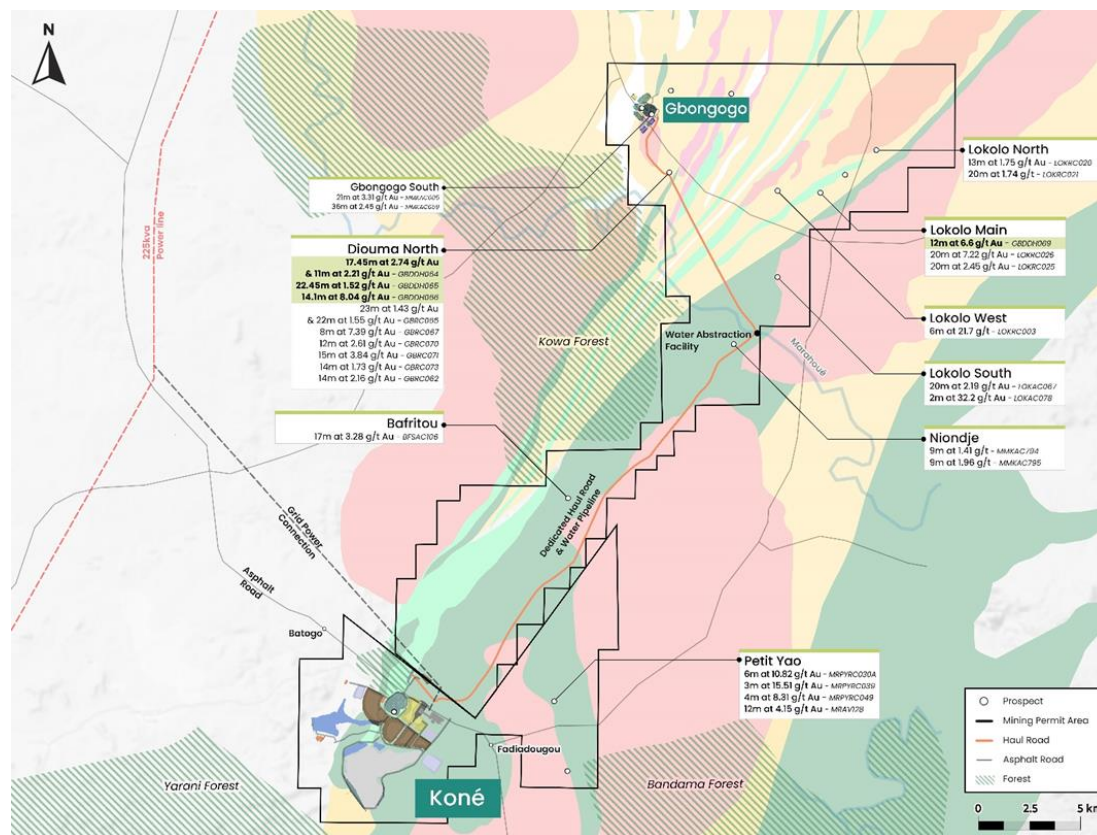 N
225kva
Power line
Gbongogo
Gbongogo South
21m at 3.31 g/t Au - MMKAC605
36m at 2.45 g/t Au -
Diouma North
17.45m at 2.74 g/t Au
& 11m at 2.21 g/t Au - GBDDH064
22.45m at 1.52 g/t Au - GBDDH065
14.1m at 8.04 g/t Au - GBDDH066
23m at 1.43 g/t Au
& 22m at 1.55 g/t Au - GBRC055
8m at 7.39 g/t Au - GBRC067
12m at 2.61 g/t Au - GBRC070
15m at 3.84 g/t Au - GBRC071
14m at 1.73 g/t Au - GBRC073
14m at 2.16 g/t Au - GBRC062
Bafritou
17m at 3.28 g/t Au - BFSAC106
Lokolo North
13m at 1.75 g/t Au - LOKRC020
20m at 1.74 g/t - LOKRC021
Lokolo Main
12m at 6.6 g/t Au - GBDDH069
20m at 7.22 g/t Au - LOKRC026
20m at 2.45 g/t Au - LOKRC025
Lokolo West
6m at 21.7 g/t - LOKRC003
Lokolo South
20m at 2.19 g/t Au - LOKAC067
2m at 32.2 g/t Au - LOKAC078
Niondje
9m at 1.41 g/t - MMKAC794
9m at 1.96 g/t - MMKAC795
Kowa Forest
Water Abstraction
Facility
Marahoué
Dedicated Haul Road
& Water Pipeline
Grid Power
Connection
Asphalt
Road
Batogo
Petit Yao
6m at 10.82 g/t Au - MRPYRC030A
3m at 15.51 g/t Au - MRPYRC039
4m at 8.31 g/t Au - MRPYRC049
12m at 4.15 g/t Au - MRAV128
Fadiadougou
Yarani Forest
Koné
Bandama Forest
Prospect
Mining Permit Area
Haul Road
Asphalt Road
Forest
0 2.5 5 km